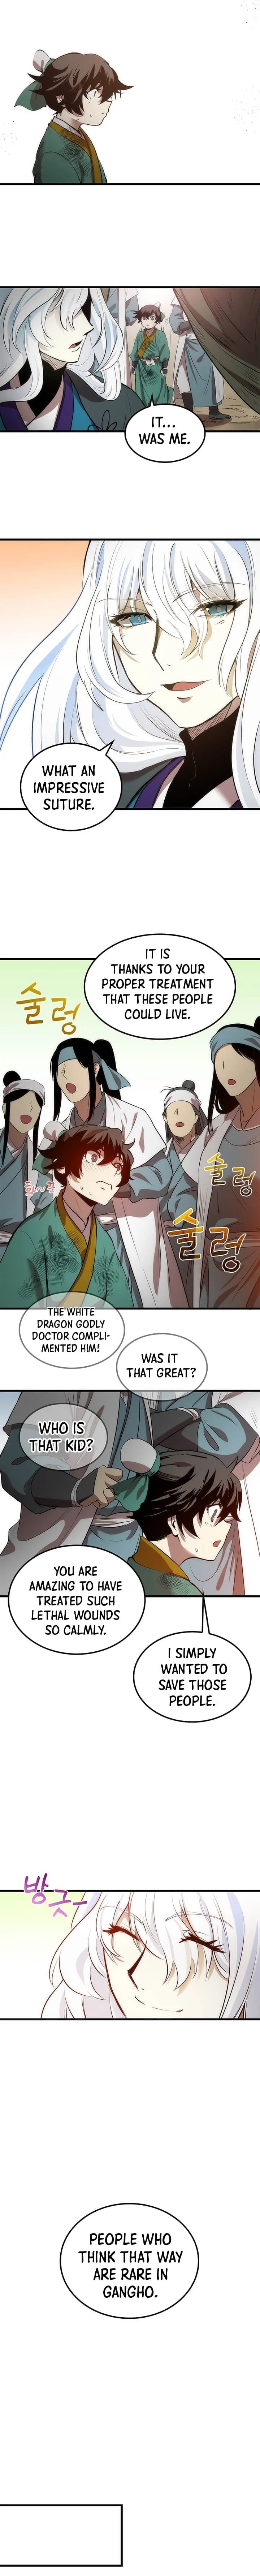 IT...
WAS ME.
WHAT AN
IMPRESSIVE
SUTURE.
IT IS
THANKS TO YOUR
PROPER TREATMENT
THAT THESE PEOPLE
COULD LIVE.
술렁
술렁
술렁
THE WHITE
DRAGON GODLY
DOCTOR COMPLI-
MENTED HIM!
WAS IT
THAT GREAT?
WHO IS
THAT KID?
YOU ARE
AMAZING TO HAVE
TREATED SUCH
LETHAL WOUNDS
SO CALMLY.
I SIMPLY
WANTED TO
SAVE THOSE
PEOPLE.
방긋
PEOPLE WHO
THINK THAT WAY
ARE RARE IN
GANGHO.